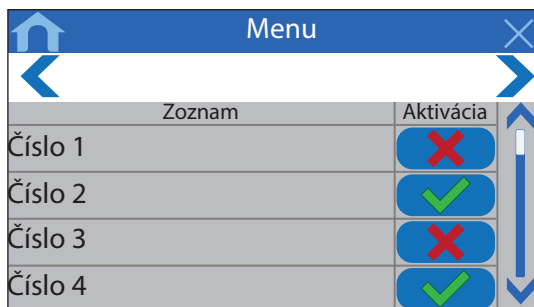 Menu
Zoznam Aktivácia
Číslo 1
Číslo 2
Číslo 3
Číslo 4